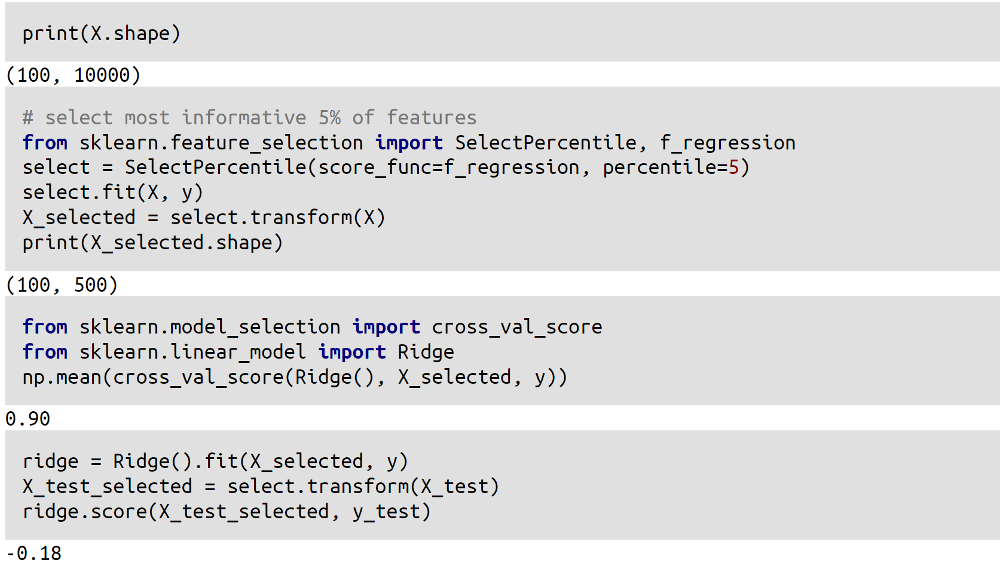 print(X.shape)
(100, 10000)
# select most informative 5% of features
from sklearn.feature_selection import SelectPercentile, f_regression
select = SelectPercentile(score_func=f_regression, percentile=5)
select.fit(X, y)
X_selected = select.transform(X)
print(X_selected.shape)
(100, 500)
from sklearn.model_selection import cross_val_score
from sklearn.linear_model import Ridge
np.mean(cross_val_score(Ridge(), X_selected, y))
0.90
ridge = Ridge().fit(X_selected, y)
X_test_selected = select.transform(X_test)
ridge.score(X_test_selected, y_test)
-0.18